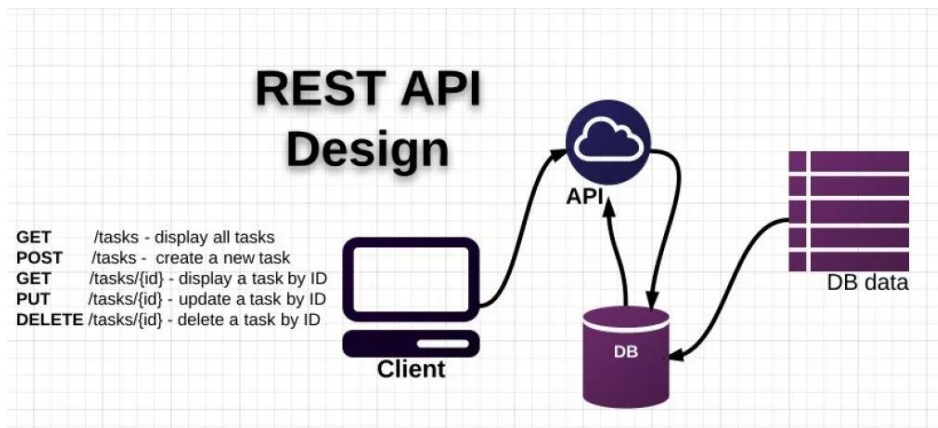 REST API
Design
GET /tasks - display all tasks
POST /tasks - create a new task
GET /tasks/{id} - display a task by ID
PUT /tasks/{id} - update a task by ID
DELETE /tasks/{id} - delete a task by ID
Client
API
DB
DB data